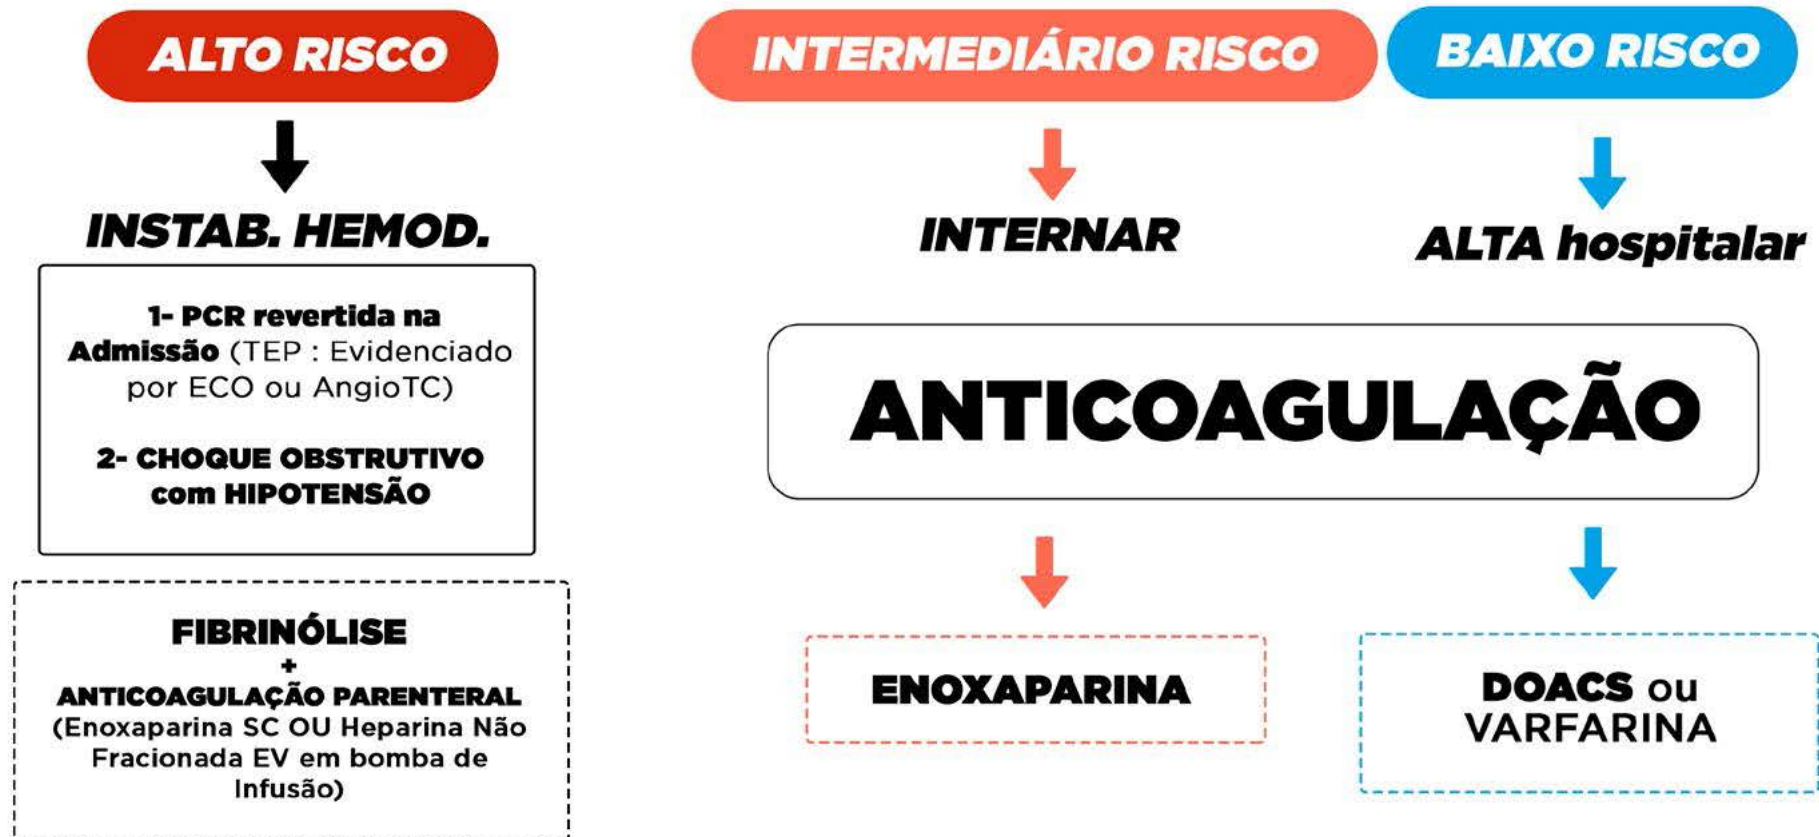 ALTO RISCO
INSTAB. HEMOD.
1- PCR revertida na
Admissão (TEP : Evidenciado
por ECO ou AngioTC)
2- CHOQUE OBSTRUTIVO
com HIPOTENSÃO
FIBRINÓLISE
+
ANTICOAGULAÇÃO PARENTERAL
(Enoxaparina SC OU Heparina Não
Fracionada EV em bomba de
Infusão)
INTERMEDIÁRIO RISCO
INTERNAR
BAIXO RISCO
ALTA hospitalar
ANTICOAGULAÇÃO
ENOXAPARINA
DOACS ou
VARFARINA